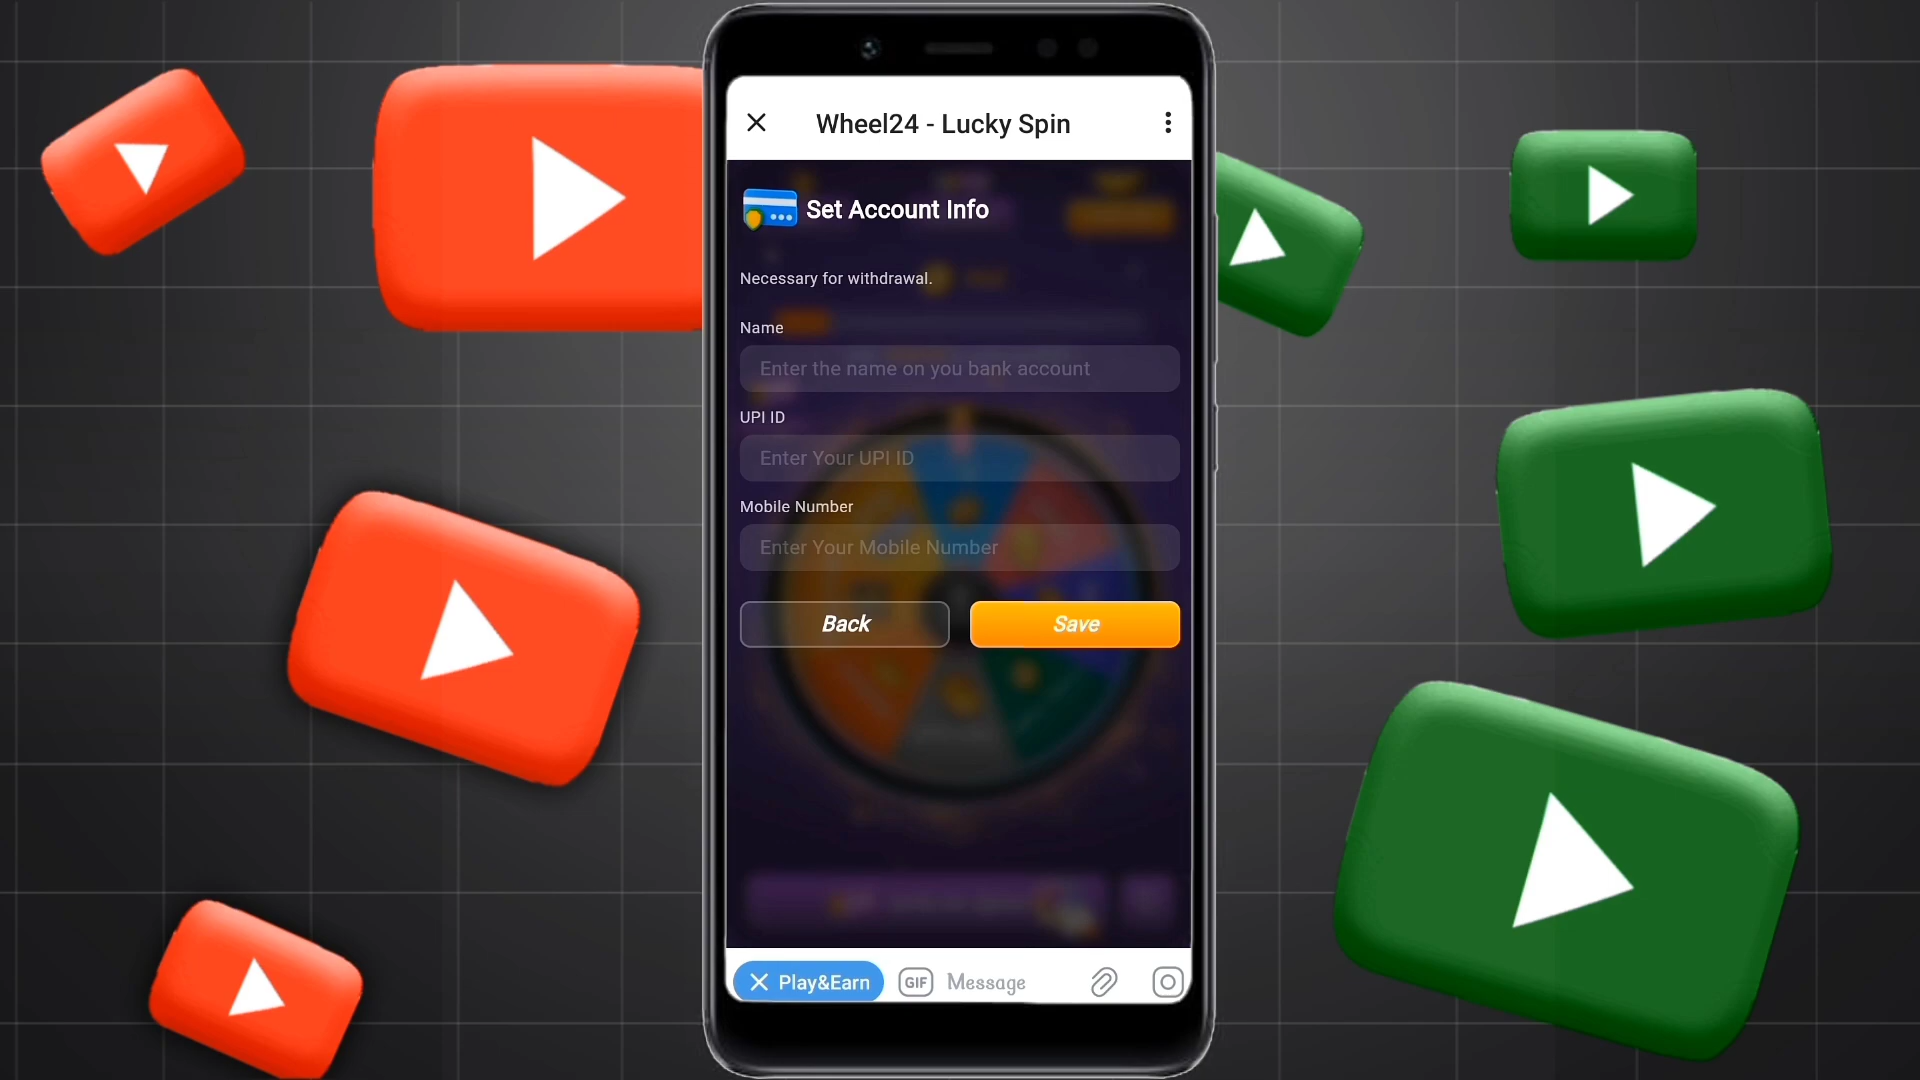 Wheel24 - Lucky Spin
Set Account Info
Necessary for withdrawal.
Name
Enter the name on you bank account
UPI ID
Enter Your UPI ID
Mobile Number
Enter Your Mobile Number
Back
Save
Play&Earn
GIF
Message